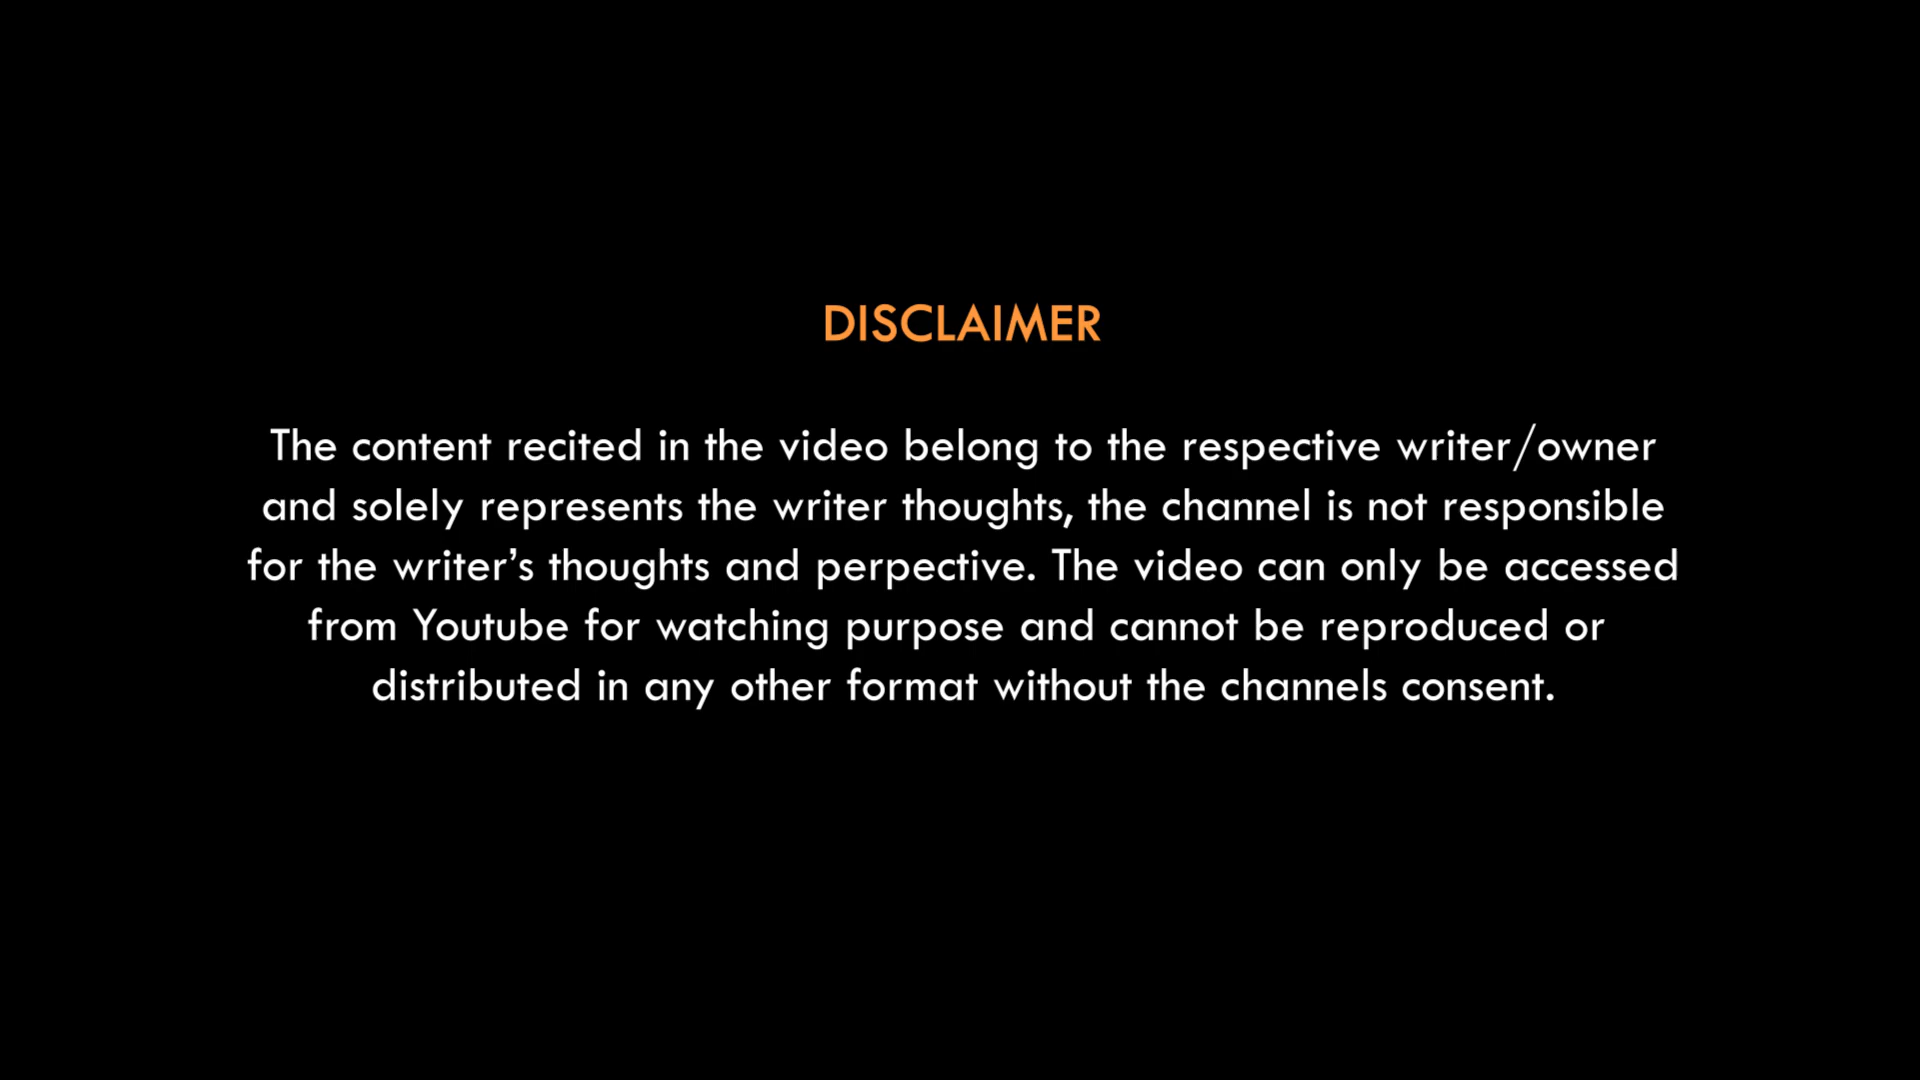 DISCLAIMER
The content recited in the video belong to the respective writer/owner
and solely represents the writer thoughts, the channel is not responsible
for the writer’s thoughts and perpective. The video can only be accessed
from Youtube for watching purpose and cannot be reproduced or
distributed in any other format without the channels consent.